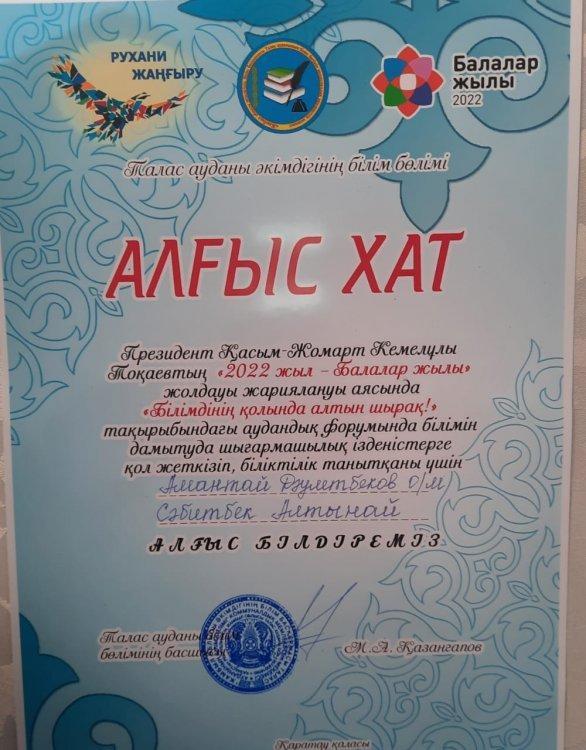 РУХАНИ
ЖАҢҒЫРУ
Балалар
жылы
2022
Талас ауданы әкімдігінің білім бөлімі
АЛҒЫС ХАТ
Президент Қасым-Жомарт Кемелұлы
Тоқаевтың «2022 жыл – Балалар жылы»
жолдауы жариялануы аясында
«Білімдінің қолында алтын шырақ!»
тақырыбындағы аудандық форумында білімін
дамытуда шығармашылық ізденістерге
қол жеткізіп, біліктілік танытқаны үшін
Амантай Дәулетбеков о/м
Сәбитбек Алтынай
АЛҒЫС БІЛДІРЕМІЗ
Талас ауданы білім
бөлімінің басшысы
М.А. Қазанғапов
Қаратау қаласы